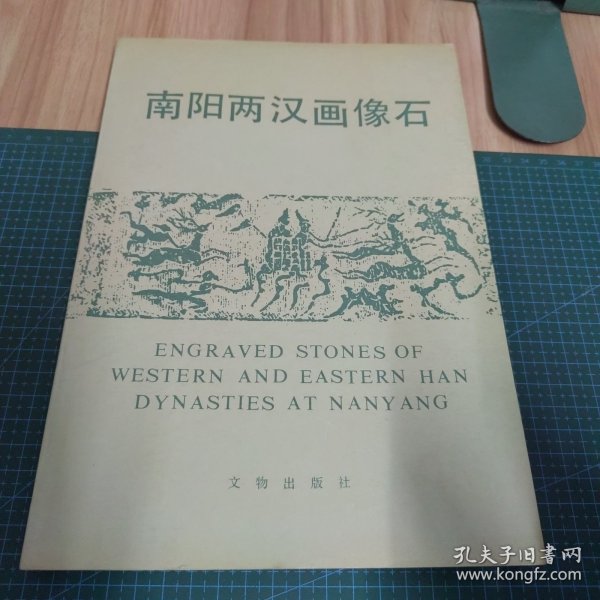 南阳两汉画像石
ENGRAVED STONES OF
WESTERN AND EASTERN HAN
DYNASTIES AT NANYANG
文物出版社
孔夫子旧书网
www.kongfz.com